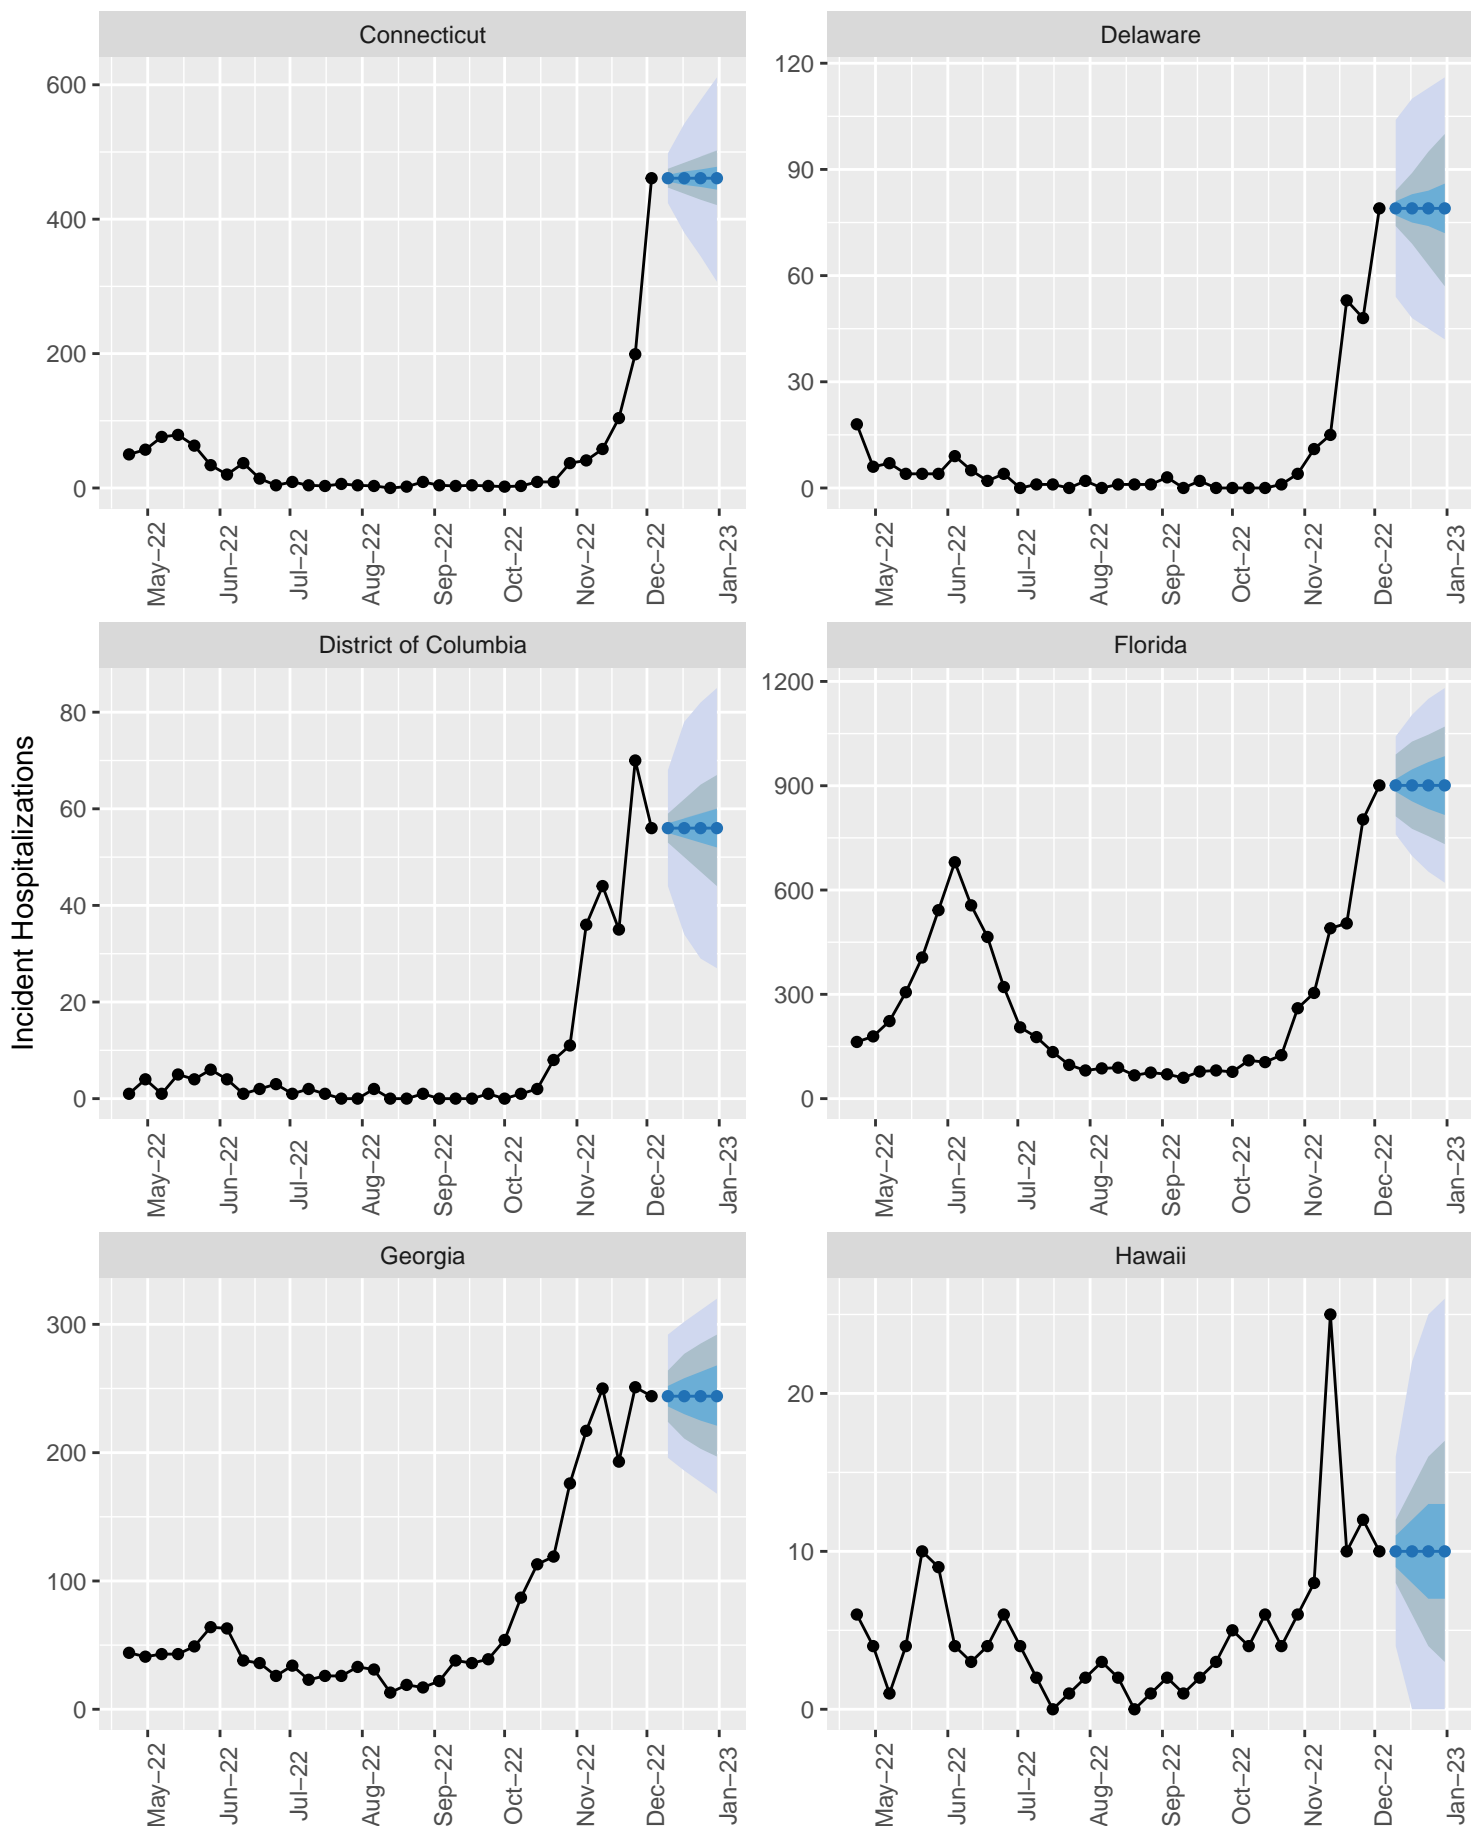 Connecticut
Delaware
600
400
200
0
120
90
60
30
0
May−22
Jun−22
Jul−22
Aug−22
Sep−22
Oct−22
Nov−22
Dec−22
Jan−23
May−22
Jun−22
Jul−22
Aug−22
Sep−22
Oct−22
Nov−22
Dec−22
Jan−23
Incident Hospitalizations
District of Columbia
Florida
80
60
40
20
0
1200
900
600
300
0
May−22
Jun−22
Jul−22
Aug−22
Sep−22
Oct−22
Nov−22
Dec−22
Jan−23
May−22
Jun−22
Jul−22
Aug−22
Sep−22
Oct−22
Nov−22
Dec−22
Jan−23
Georgia
Hawaii
300
200
100
0
20
10
0
May−22
Jun−22
Jul−22
Aug−22
Sep−22
Oct−22
Nov−22
Dec−22
Jan−23
May−22
Jun−22
Jul−22
Aug−22
Sep−22
Oct−22
Nov−22
Dec−22
Jan−23